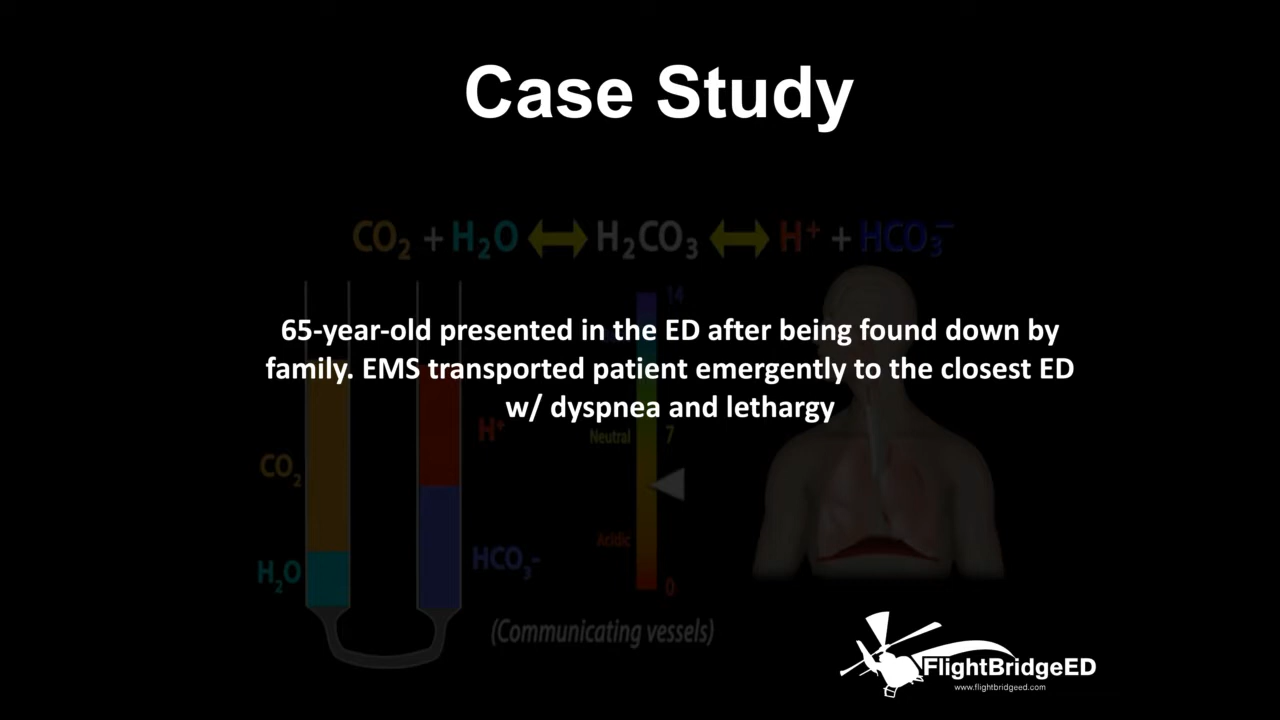 Case Study
CO₂ + H₂O ⟷ H₂CO₃ ⟷ H⁺ + HCO₃⁻
14
65-year-old presented in the ED after being found down by
family. EMS transported patient emergently to the closest ED
w/ dyspnea and lethargy
H⁺
Neutral
7
CO₂
Acidic
HCO₃⁻
H₂O
0
(Communicating vessels)
FlightBridgeED
www.flightbridgeed.com